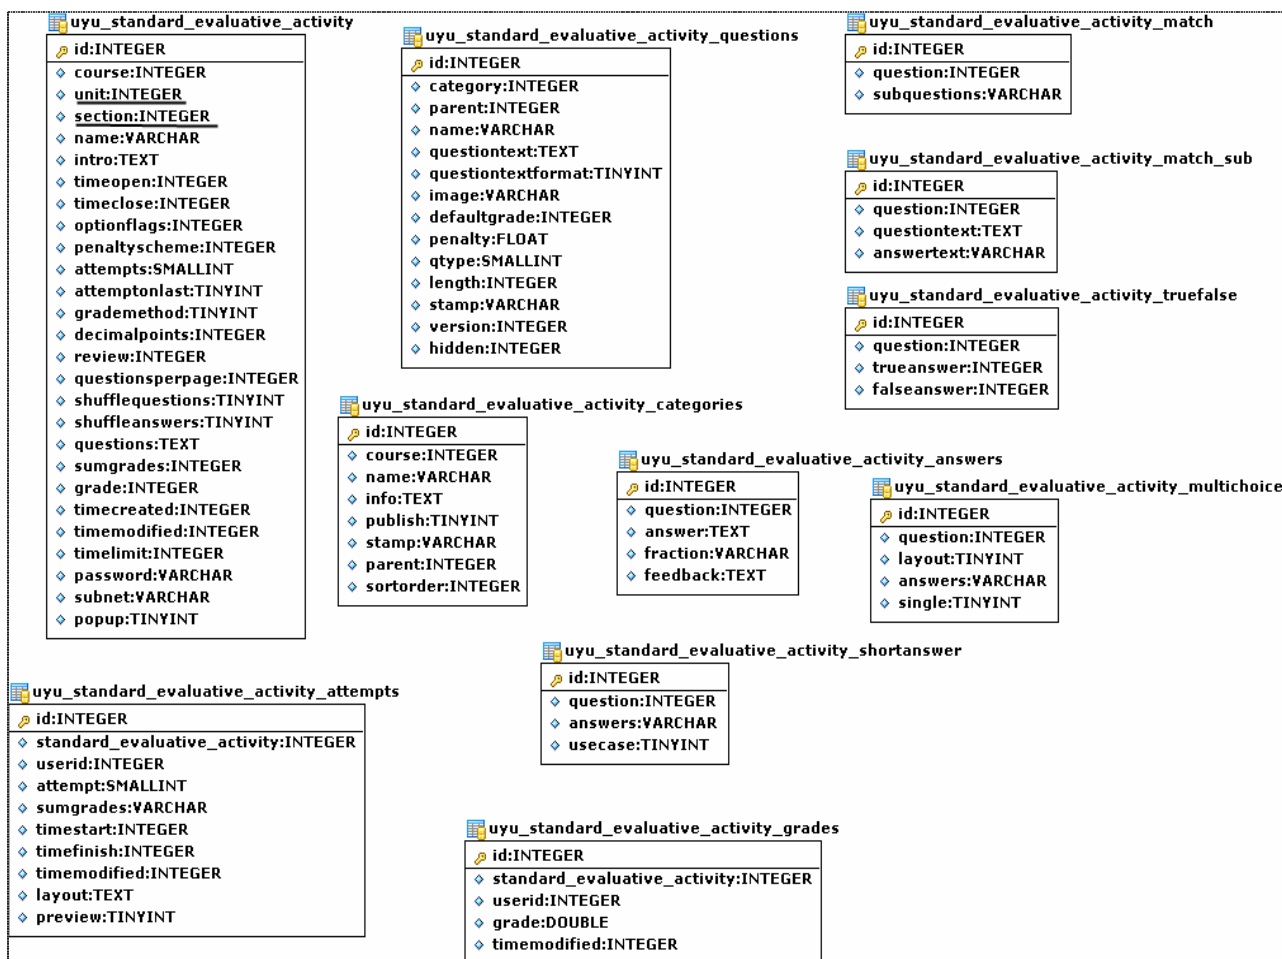 uyu_standard_evaluative_activity
id:INTEGER
course:INTEGER
unit:INTEGER
section:INTEGER
name:VARCHAR
intro:TEXT
timeopen:INTEGER
timeclose:INTEGER
optionflags:INTEGER
penaltyscheme:INTEGER
attempts:SMALLINT
attemptonlast:TINYINT
grademethod:TINYINT
decimalpoints:INTEGER
review:INTEGER
questionsperpage:INTEGER
shufflequestions:TINYINT
shuffleanswers:TINYINT
questions:TEXT
sumgrades:INTEGER
grade:INTEGER
timecreated:INTEGER
timemodified:INTEGER
timelimit:INTEGER
password:VARCHAR
subnet:VARCHAR
popup:TINYINT
uyu_standard_evaluative_activity_questions
id:INTEGER
category:INTEGER
parent:INTEGER
name:VARCHAR
questiontext:TEXT
questiontextformat:TINYINT
image:VARCHAR
defaultgrade:INTEGER
penalty:FLOAT
qtype:SMALLINT
length:INTEGER
stamp:VARCHAR
version:INTEGER
hidden:INTEGER
uyu_standard_evaluative_activity_match
id:INTEGER
question:INTEGER
subquestions:VARCHAR
uyu_standard_evaluative_activity_match_sub
id:INTEGER
question:INTEGER
questiontext:TEXT
answertext:VARCHAR
uyu_standard_evaluative_activity_truefalse
id:INTEGER
question:INTEGER
trueanswer:INTEGER
falseanswer:INTEGER
uyu_standard_evaluative_activity_categories
id:INTEGER
course:INTEGER
name:VARCHAR
info:TEXT
publish:TINYINT
stamp:VARCHAR
parent:INTEGER
sortorder:INTEGER
uyu_standard_evaluative_activity_answers
id:INTEGER
question:INTEGER
answer:TEXT
fraction:VARCHAR
feedback:TEXT
uyu_standard_evaluative_activity_multichoice
id:INTEGER
question:INTEGER
layout:TINYINT
answers:VARCHAR
single:TINYINT
uyu_standard_evaluative_activity_shortanswer
id:INTEGER
question:INTEGER
answers:VARCHAR
usecase:TINYINT
uyu_standard_evaluative_activity_attempts
id:INTEGER
standard_evaluative_activity:INTEGER
userid:INTEGER
attempt:SMALLINT
sumgrades:VARCHAR
timestart:INTEGER
timefinish:INTEGER
timemodified:INTEGER
layout:TEXT
preview:TINYINT
uyu_standard_evaluative_activity_grades
id:INTEGER
standard_evaluative_activity:INTEGER
userid:INTEGER
grade:DOUBLE
timemodified:INTEGER